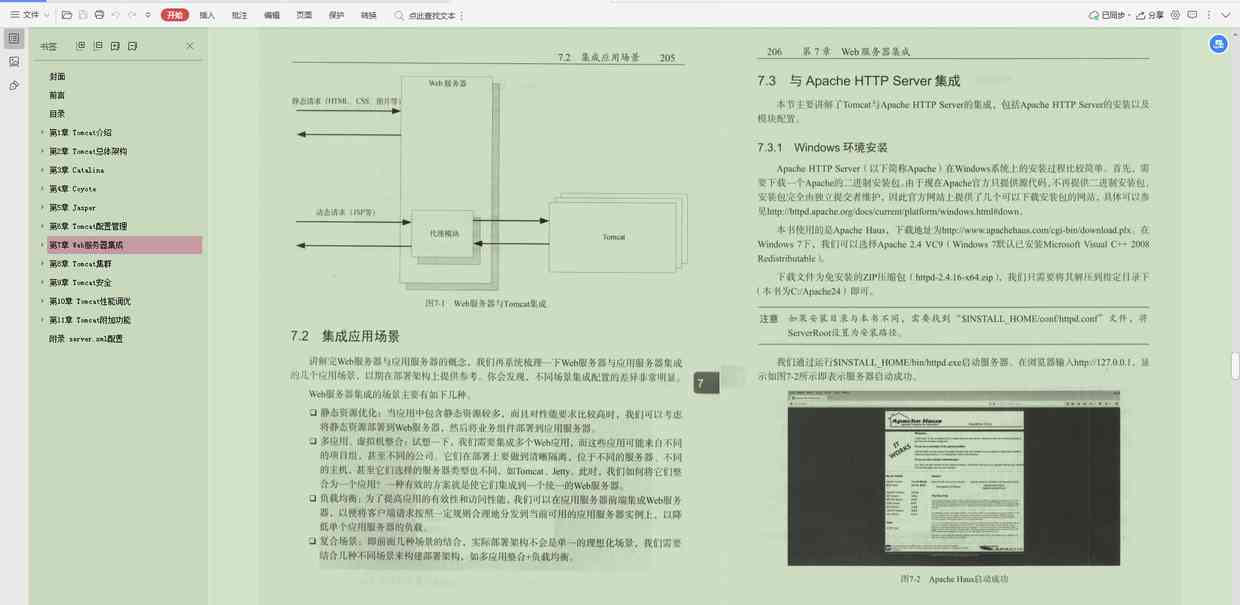 文件
开始
插入
批注
编辑
页面
保护
转换
点此查找文本
已同步
分享
书签
封面
前言
目录
第1章 Tomcat介绍
第2章 Tomcat总体架构
第3章 Catalina
第4章 Coyote
第5章 Jasper
第6章 Tomcat配置管理
第7章 Web服务器集成
第8章 Tomcat集群
第9章 Tomcat安全
第10章 Tomcat性能调优
第11章 Tomcat附加功能
附录 server.xml配置
7.2 集成应用场景 205
Web 服务器
静态请求（HTML、CSS、图片等）
动态请求（JSP等）
代理模块
Tomcat
图7-1 Web服务器与Tomcat集成
7.2 集成应用场景
讲解完Web服务器与应用服务器的概念，我们再系统梳理一下Web服务器与应用服务器集成
的几个应用场景，以期在部署架构上提供参考。你会发现，不同场景集成配置的差异非常明显。
Web服务器集成的场景主要有如下几种。
❑ 静态资源优化：当应用中包含静态资源较多，而且对性能要求比较高时，我们可以考虑
将静态资源部署到Web服务器，然后将业务组件部署到应用服务器。
❑ 多应用、虚拟机整合：试想一下，我们需要集成多个Web应用，而这些应用可能来自不同
的项目组，甚至不同的公司。它们在部署上要做到清晰隔离，位于不同的服务器、不同
的主机，甚至它们选择的服务器类型也不同，如Tomcat、Jetty。此时，我们如何将它们整
合为一个应用？一种有效的方案就是使它们集成到一个统一的Web服务器。
❑ 负载均衡：为了提高应用的有效性和访问性能，我们可以在应用服务器前端集成Web服务
器，以便将客户端请求按照一定规则合理地分发到当前可用的应用服务器实例上，以降
低单个应用服务器的负载。
❑ 复合场景：即前面几种场景的结合，实际部署架构不会是单一的理想化场景，我们需要
结合几种不同场景来构建部署架构，如多应用整合+负载均衡。
7
206 第 7 章 Web 服务器集成
7.3 与 Apache HTTP Server 集成
本节主要讲解了Tomcat与Apache HTTP Server的集成，包括Apache HTTP Server的安装以及
模块配置。
7.3.1 Windows 环境安装
Apache HTTP Server（以下简称Apache）在Windows系统上的安装过程比较简单。首先，需
要下载一个Apache的二进制安装包。由于现在Apache官方只提供源代码，不再提供二进制安装包，
安装包完全由独立提交者维护，因此官方网站上提供了几个可以下载安装包的网站，具体可以参
见http://httpd.apache.org/docs/current/platform/windows.html#down。
本书使用的是Apache Haus，下载地址为http://www.apachehaus.com/cgi-bin/download.plx。在
Windows 7下，我们可以选择Apache 2.4 VC9（Windows 7默认已安装Microsoft Visual C++ 2008
Redistributable）。
下载文件为免安装的ZIP压缩包（httpd-2.4.16-x64.zip），我们只需要将其解压到指定目录下
（本书为C:/Apache24）即可。
注意 如果安装目录与本书不同，需要找到“$INSTALL_HOME/conf/httpd.conf”文件，将
ServerRoot设置为安装路径。
我们通过运行$INSTALL_HOME/bin/httpd.exe启动服务器。在浏览器输入http://127.0.0.1，显
示如图7-2所示即表示服务器启动成功。
Apache Haus
IT
WORKS
图7-2 Apache Haus启动成功